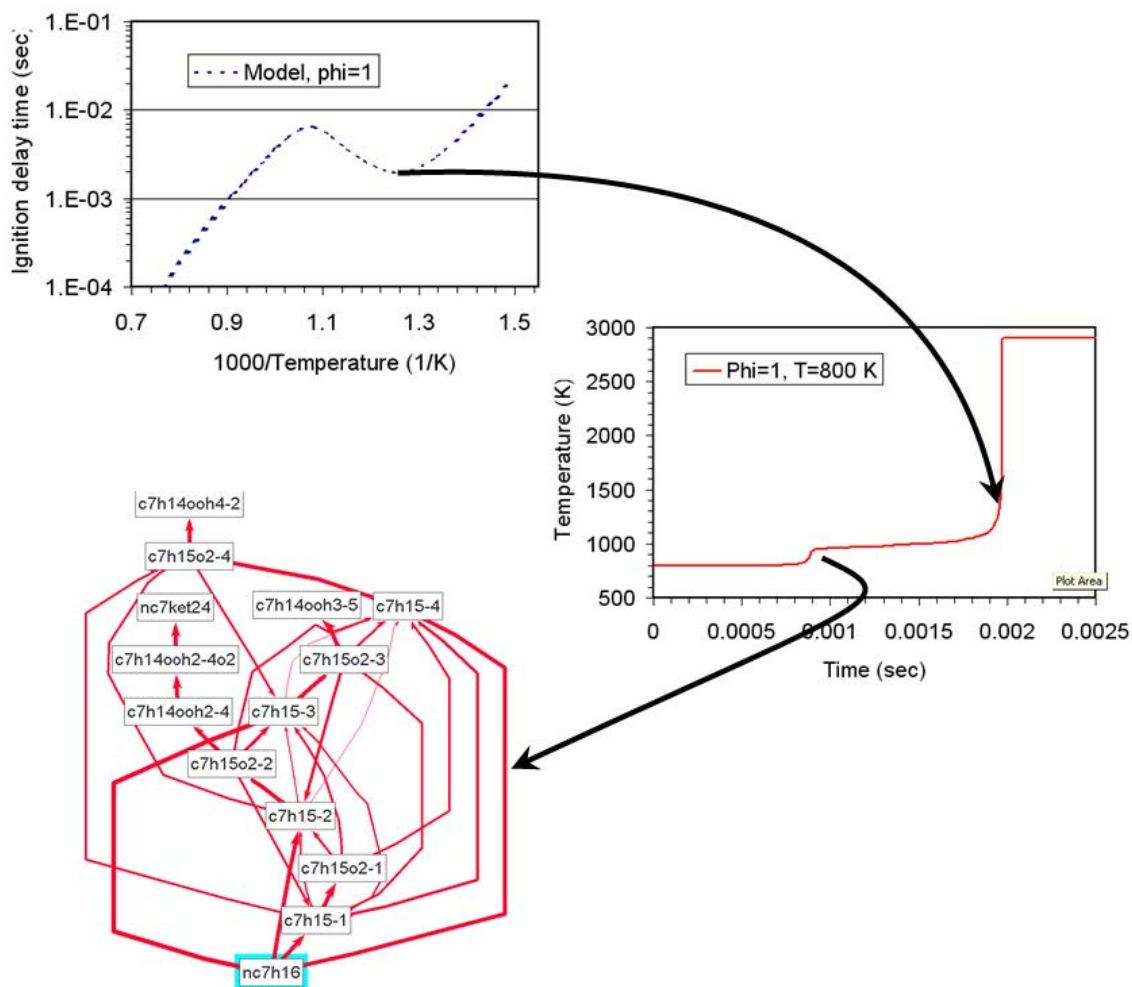 1.E-01
1.E-02
1.E-03
1.E-04
Ignition delay time (sec)
Model, phi=1
0.7 0.9 1.1 1.3 1.5
1000/Temperature (1/K)
3000
2500
2000
1500
1000
500
Temperature (K)
Phi=1, T=800 K
Plot Area
0 0.0005 0.001 0.0015 0.002 0.0025
Time (sec)
c7h14ooh4-2
c7h15o2-4
nc7ket24
c7h14ooh3-5
c7h15-4
c7h14ooh2-4o2
c7h15o2-3
c7h14ooh2-4
c7h15-3
c7h15o2-2
c7h15-2
c7h15o2-1
c7h15-1
nc7h16